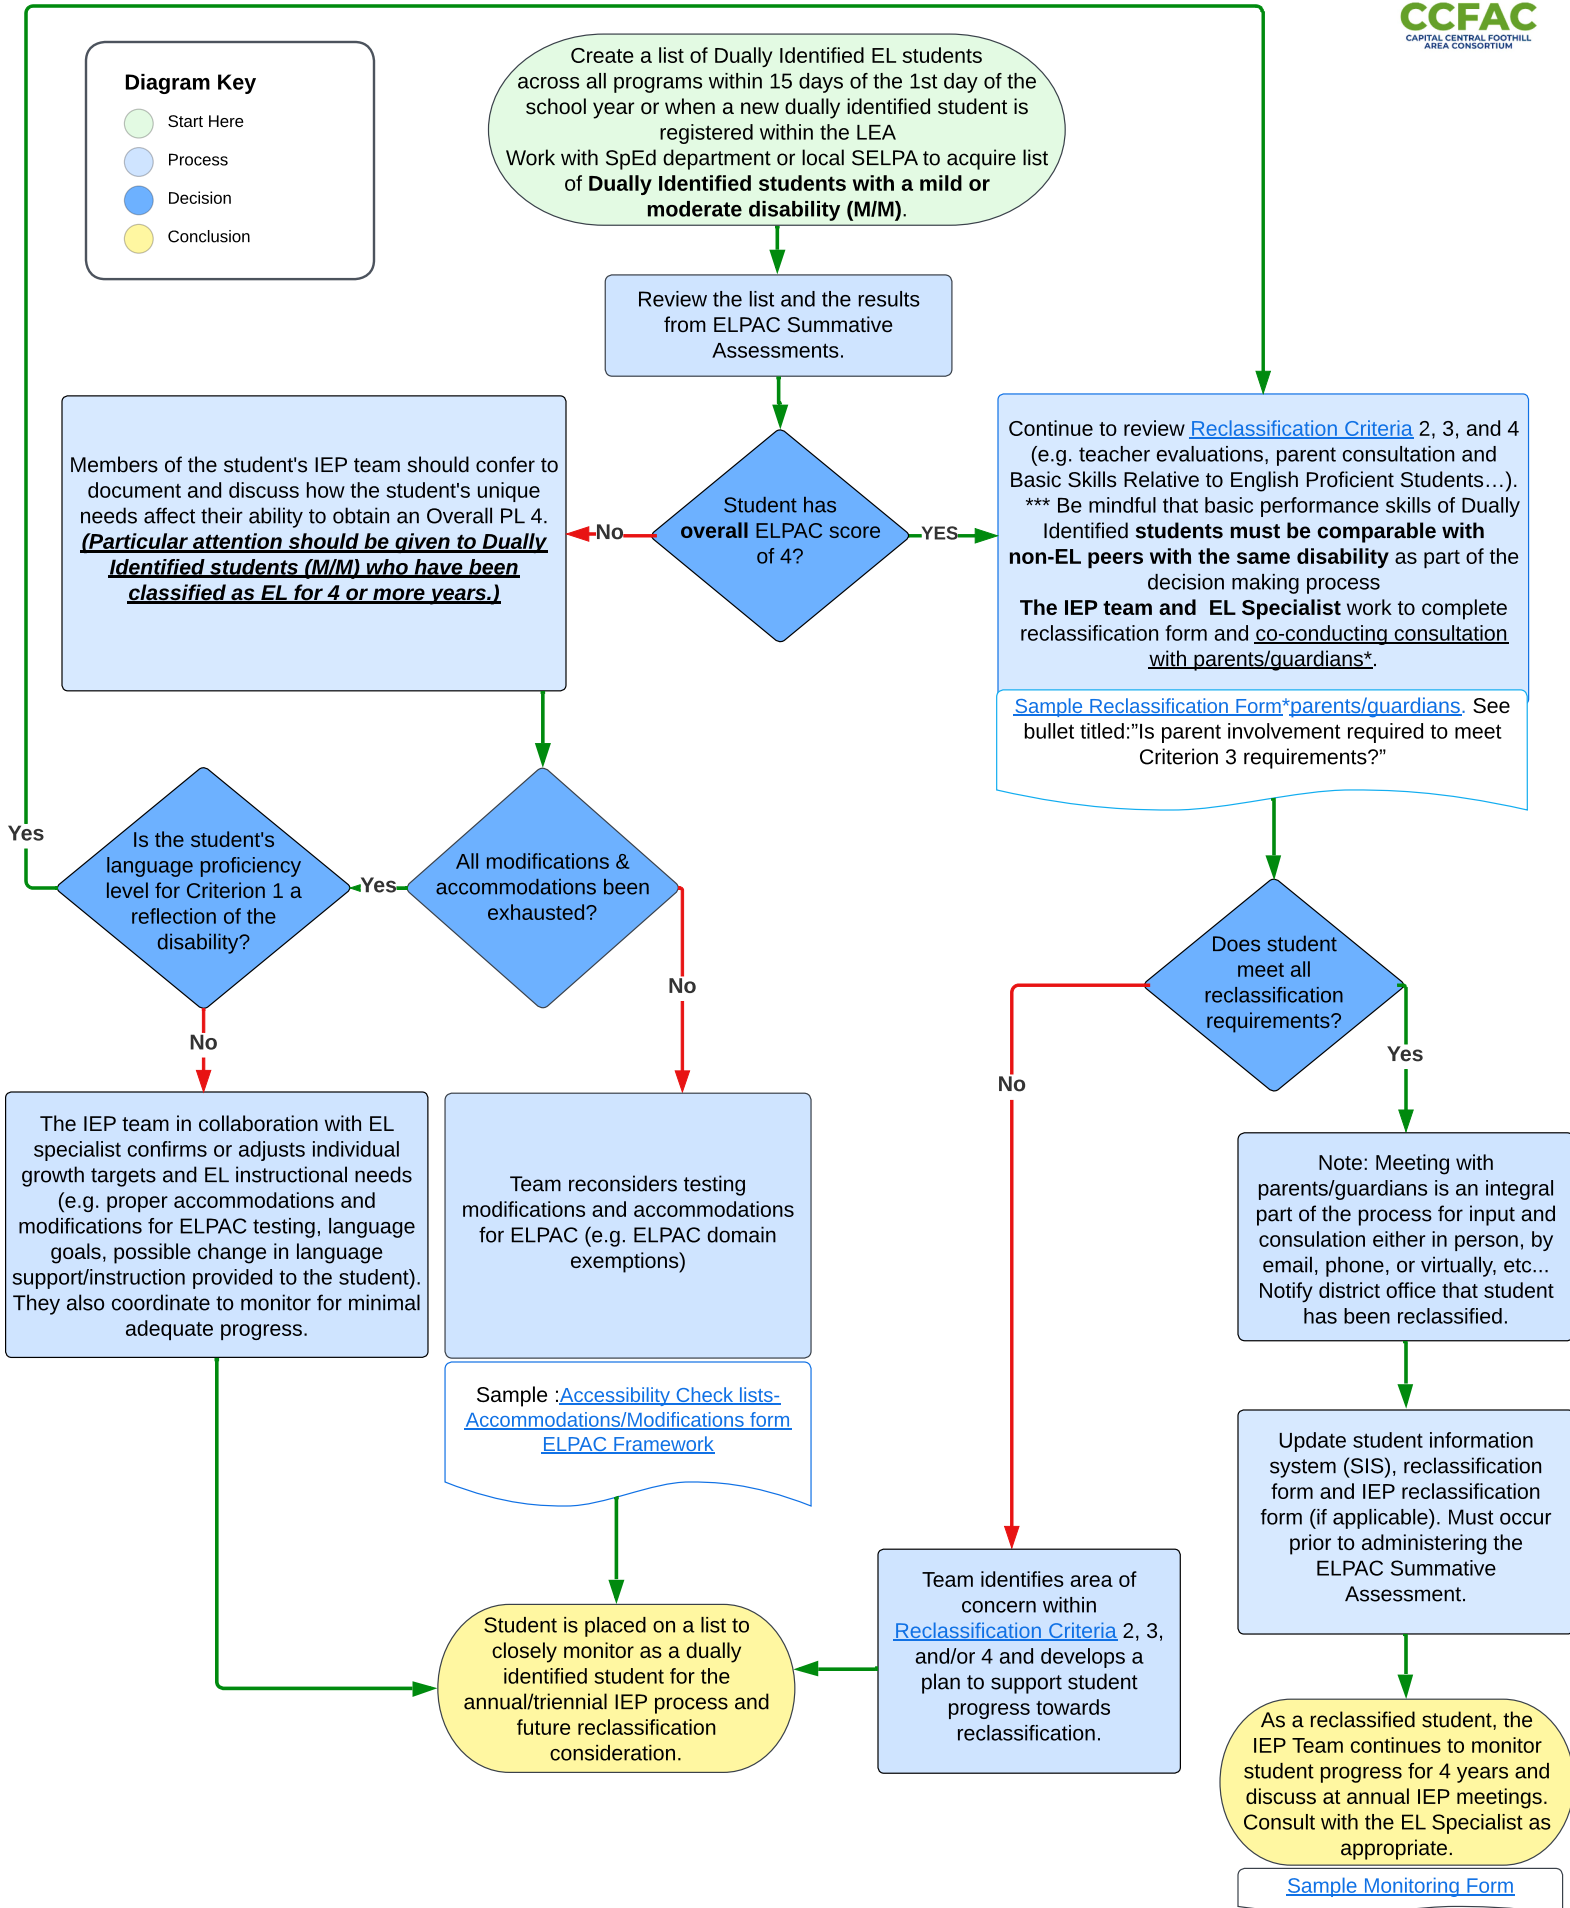 CCFAC
CAPITAL CENTRAL FOOTHILL
AREA CONSORTIUM
Diagram Key
Start Here
Process
Decision
Conclusion
Create a list of Dually Identified EL students
across all programs within 15 days of the 1st day of the
school year or when a new dually identified student is
registered within the LEA
Work with SpEd department or local SELPA to acquire list
of Dually Identified students with a mild or
moderate disability (M/M).
Review the list and the results
from ELPAC Summative
Assessments.
Student has
overall ELPAC score
of 4?
No
YES
Members of the student's IEP team should confer to
document and discuss how the student's unique
needs affect their ability to obtain an Overall PL 4.
(Particular attention should be given to Dually
Identified students (M/M) who have been
classified as EL for 4 or more years.)
Continue to review Reclassification Criteria 2, 3, and 4
(e.g. teacher evaluations, parent consultation and
Basic Skills Relative to English Proficient Students…).
*** Be mindful that basic performance skills of Dually
Identified students must be comparable with
non-EL peers with the same disability as part of the
decision making process
The IEP team and  EL Specialist work to complete
reclassification form and co-conducting consultation
with parents/guardians*.
Sample Reclassification Form*parents/guardians. See
bullet titled:”Is parent involvement required to meet
Criterion 3 requirements?”
Yes
Is the student's
language proficiency
level for Criterion 1 a
reflection of the
disability?
Yes
All modifications &
accommodations been
exhausted?
No
No
Does student
meet all
reclassification
requirements?
No
Yes
The IEP team in collaboration with EL
specialist confirms or adjusts individual
growth targets and EL instructional needs
(e.g. proper accommodations and
modifications for ELPAC testing, language
goals, possible change in language
support/instruction provided to the student).
They also coordinate to monitor for minimal
adequate progress.
Team reconsiders testing
modifications and accommodations
for ELPAC (e.g. ELPAC domain
exemptions)
Sample :Accessibility Check lists-
Accommodations/Modifications form
ELPAC Framework
Note: Meeting with
parents/guardians is an integral
part of the process for input and
consulation either in person, by
email, phone, or virtually, etc...
Notify district office that student
has been reclassified.
Update student information
system (SIS), reclassification
form and IEP reclassification
form (if applicable). Must occur
prior to administering the
ELPAC Summative
Assessment.
Student is placed on a list to
closely monitor as a dually
identified student for the
annual/triennial IEP process and
future reclassification
consideration.
Team identifies area of
concern within
Reclassification Criteria 2, 3,
and/or 4 and develops a
plan to support student
progress towards
reclassification.
As a reclassified student, the
IEP Team continues to monitor
student progress for 4 years and
discuss at annual IEP meetings.
Consult with the EL Specialist as
appropriate.
Sample Monitoring Form